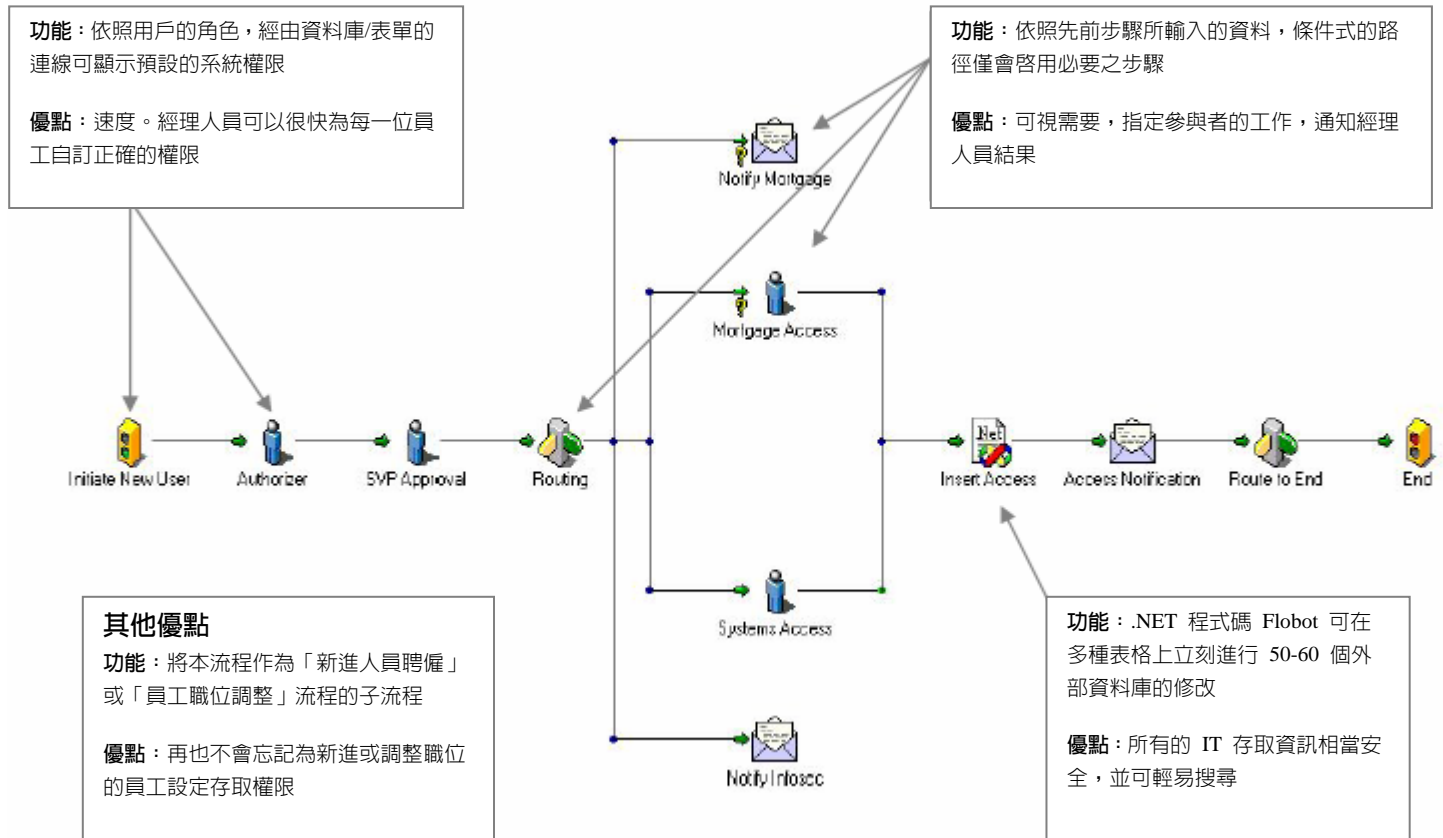 功能：依照用戶的角色，經由資料庫/表單的
連線可顯示預設的系統權限
優點：速度。經理人員可以很快為每一位員
工自訂正確的權限
功能：依照先前步驟所輸入的資料，條件式的路
徑僅會啓用必要之步驟
優點：可視需要，指定參與者的工作，通知經理
人員結果
Notify Mortgage
Mortgage Access
Initiate New User
Authorizer
SVP Approval
Routing
.Net
Insert Access
Access Notification
Route to End
End
Systems Access
Notify Infosec
其他優點
功能：將本流程作為「新進人員聘僱」
或「員工職位調整」流程的子流程
優點：再也不會忘記為新進或調整職位
的員工設定存取權限
功能：.NET 程式碼 Flobot 可在
多種表格上立刻進行 50-60 個外
部資料庫的修改
優點：所有的 IT 存取資訊相當安
全，並可輕易搜尋